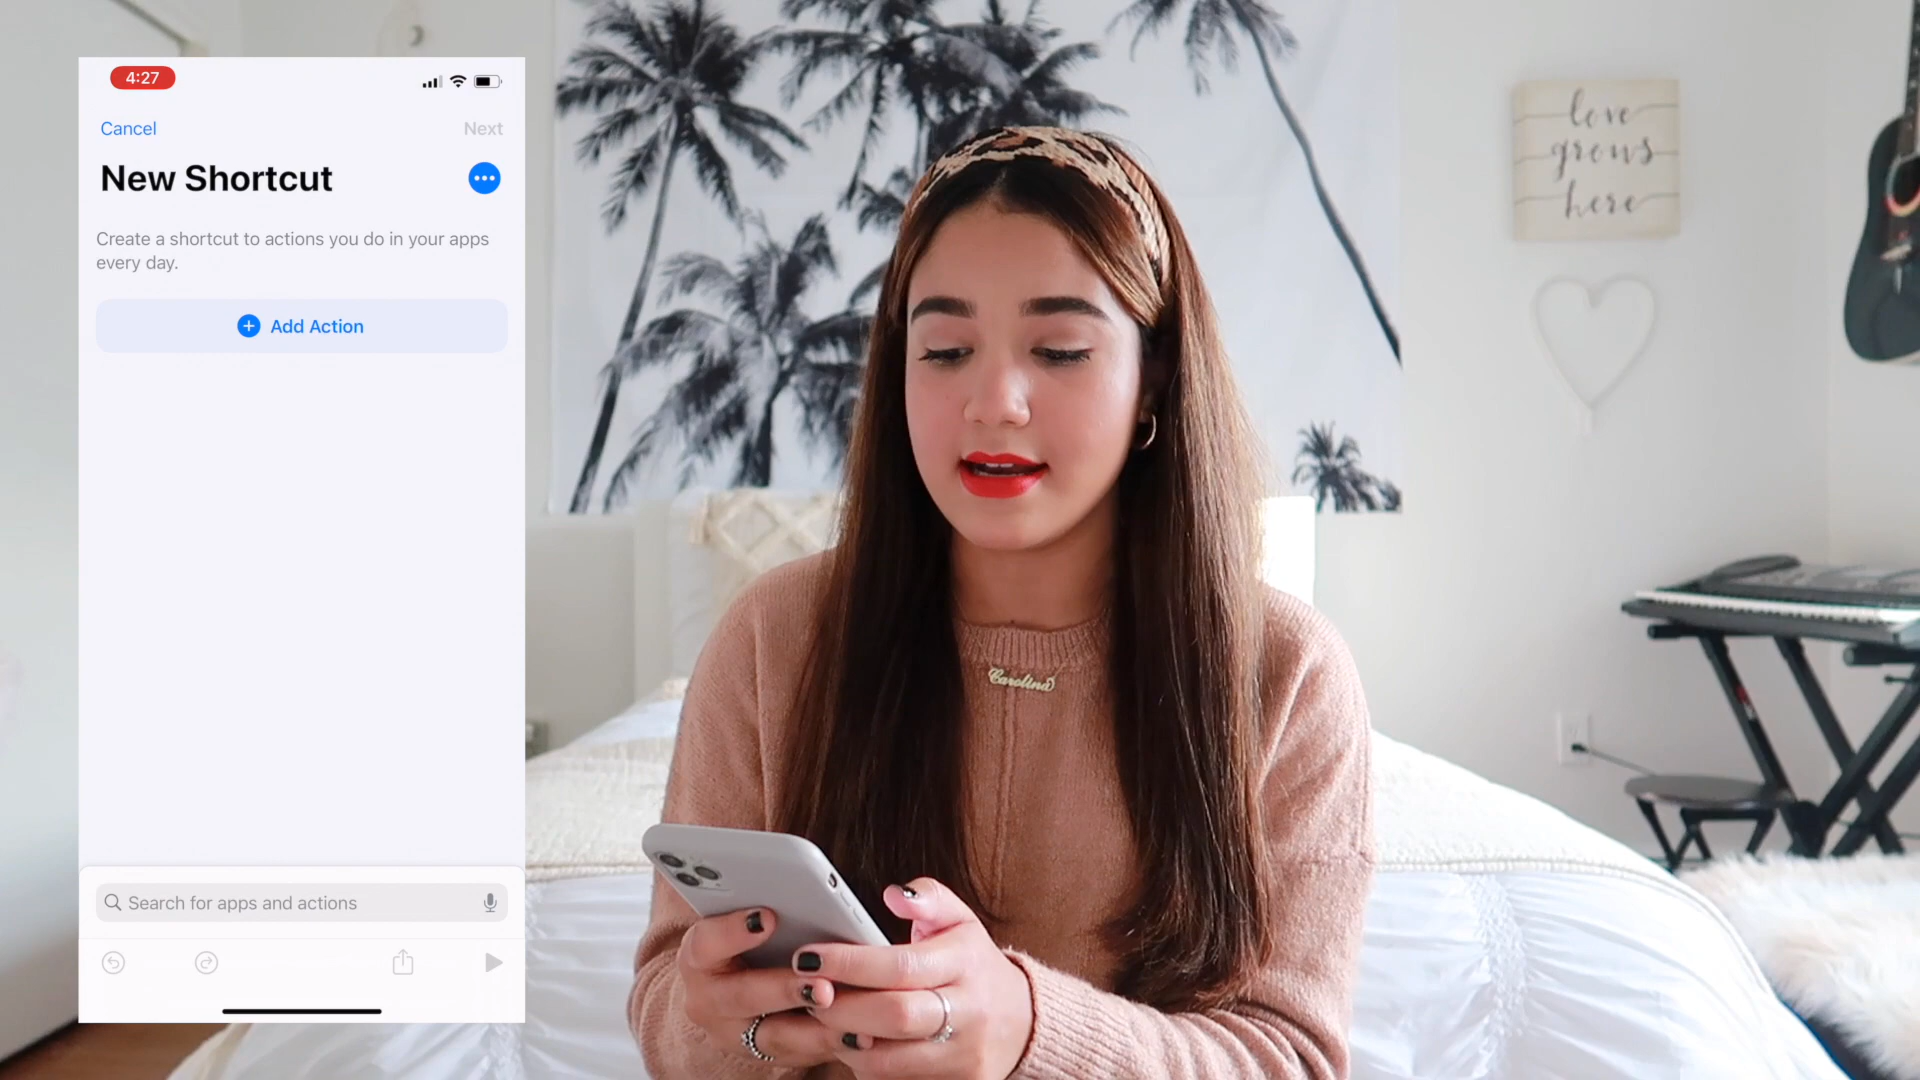 4:27
Cancel
Next
New Shortcut
Create a shortcut to actions you do in your apps
every day.
Add Action
Search for apps and actions
love
grows
here
Carolina